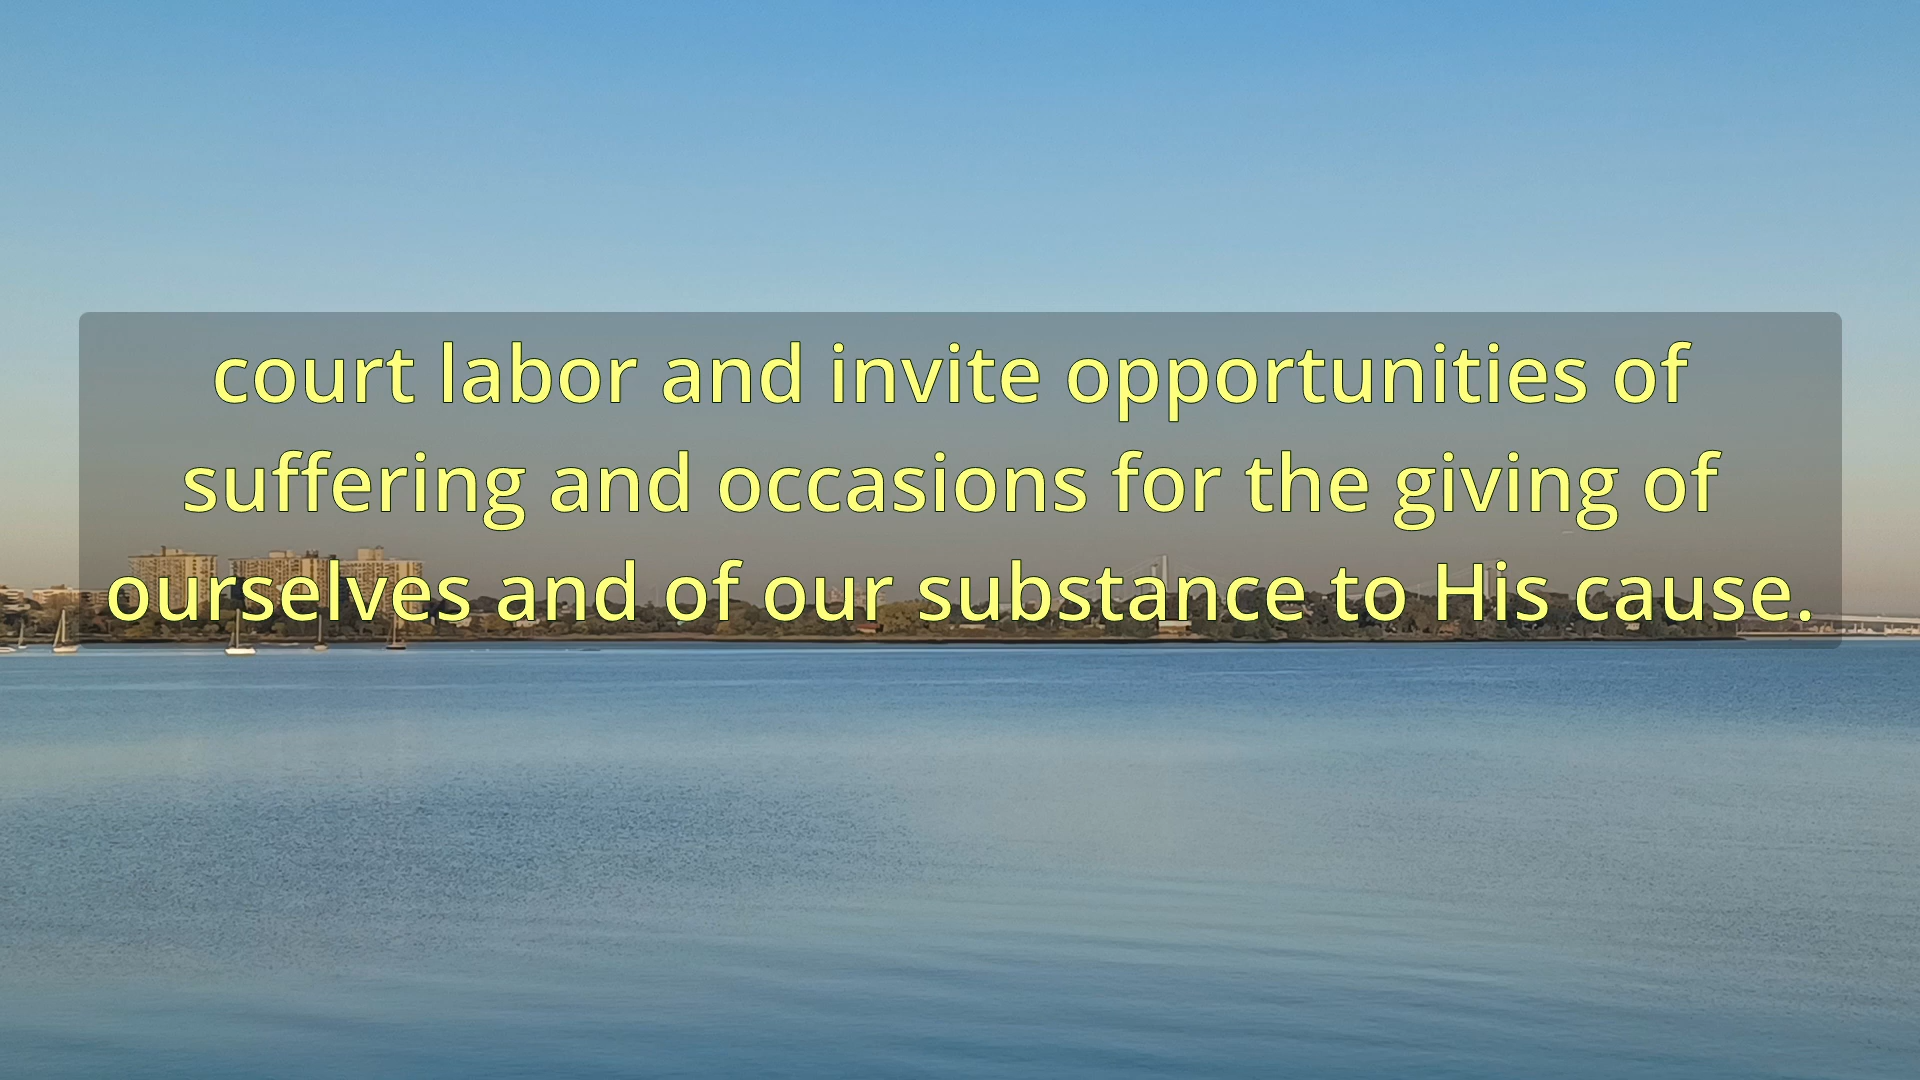 court labor and invite opportunities of
suffering and occasions for the giving of
ourselves and of our substance to His cause.